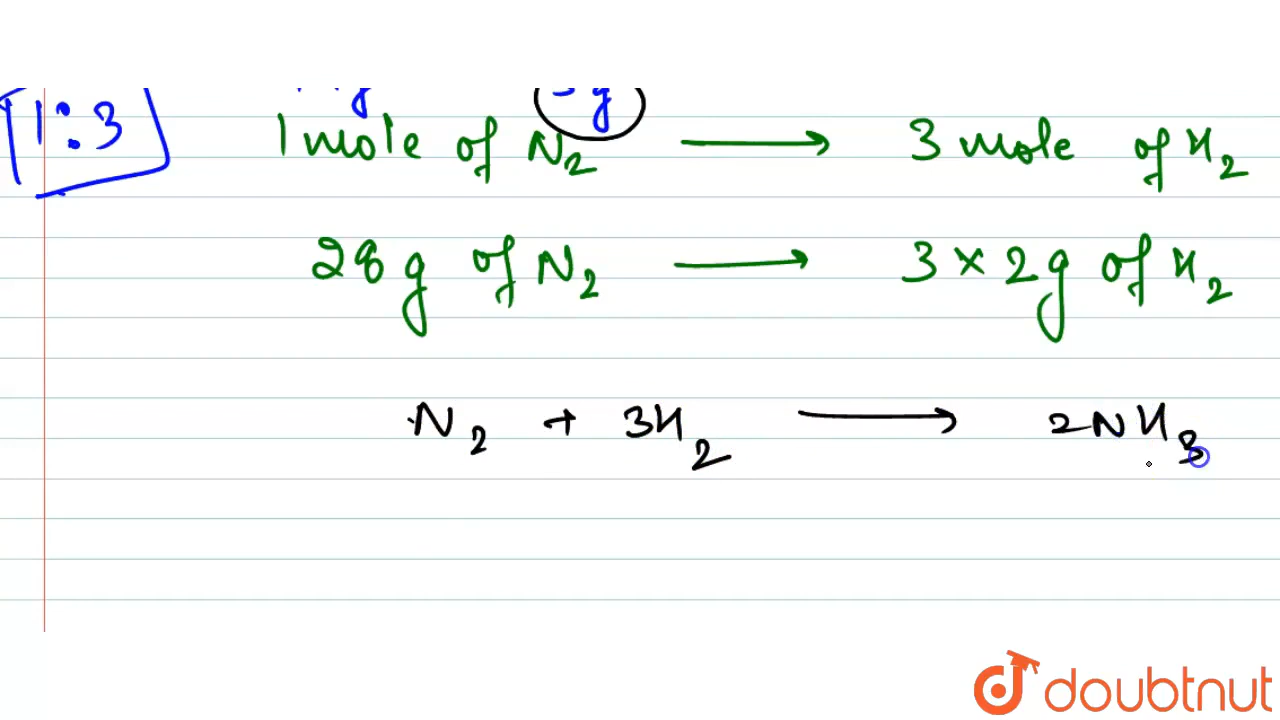 1:3
1 mole of N2 ⟶ 3 mole of H2
28 g of N2 ⟶ 3 × 2g of H2
N2 + 3H2 ⟶ 2NH3
doubtnut